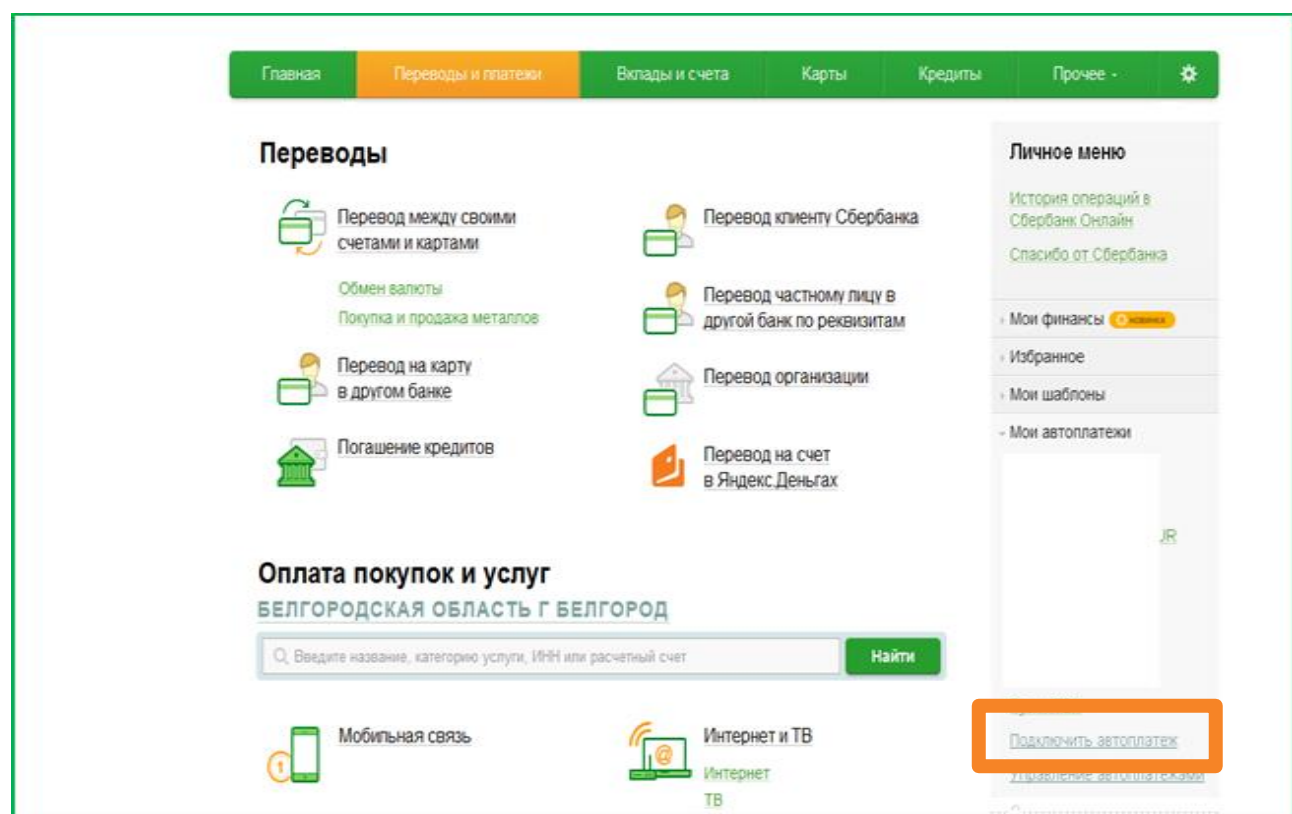 Главная Переводы и платежи Вклады и счета Карты Кредиты Прочее
Переводы
Перевод между своими
счетами и картами
Обмен валюты
Покупка и продажа металлов
Перевод на карту
в другом банке
Погашение кредитов
Перевод клиенту Сбербанка
Перевод частному лицу в
другой банк по реквизитам
Перевод организации
Перевод на счет
в Яндекс.Деньгах
Оплата покупок и услуг
БЕЛГОРОДСКАЯ ОБЛАСТЬ Г БЕЛГОРОД
Введите название, категорию услуги, ИНН или расчетный счет Найти
Мобильная связь
Интернет и ТВ
Интернет
ТВ
Личное меню
История операций в
Сбербанк Онлайн
Спасибо от Сбербанка
Мои финансы новинка
Избранное
Мои шаблоны
Мои автоплатежи
UR
Подключить автоплатеж
Управление автоплатежами